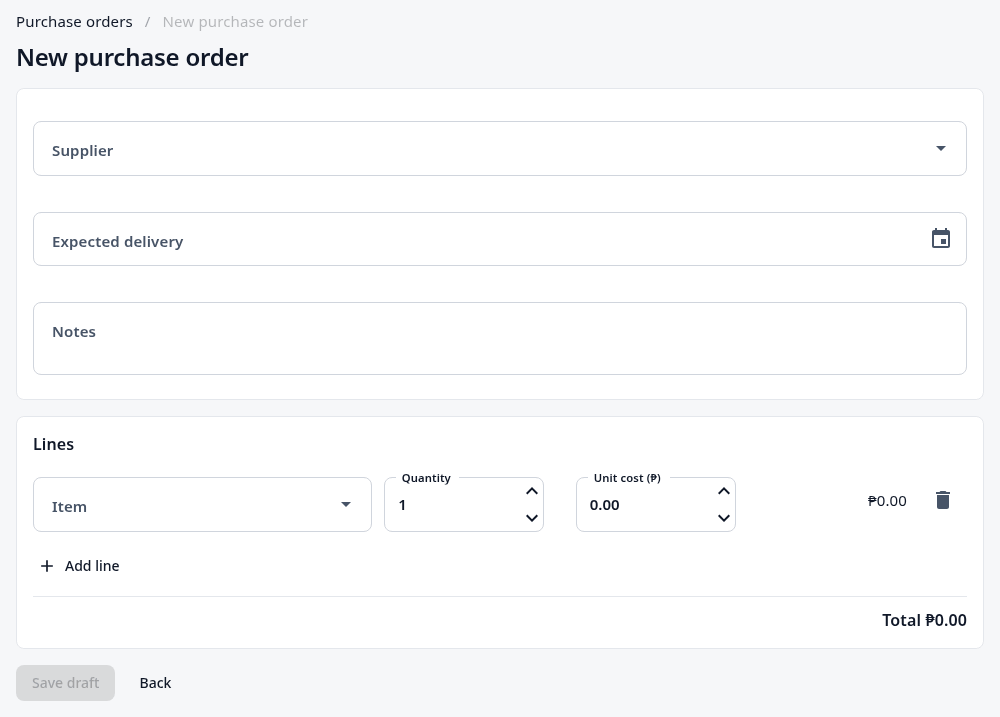 Purchase orders / New purchase order
New purchase order
Supplier
Expected delivery
Notes
Lines
Item
Quantity
1
Unit cost (₱)
0.00
₱0.00
Add line
Total ₱0.00
Save draft
Back